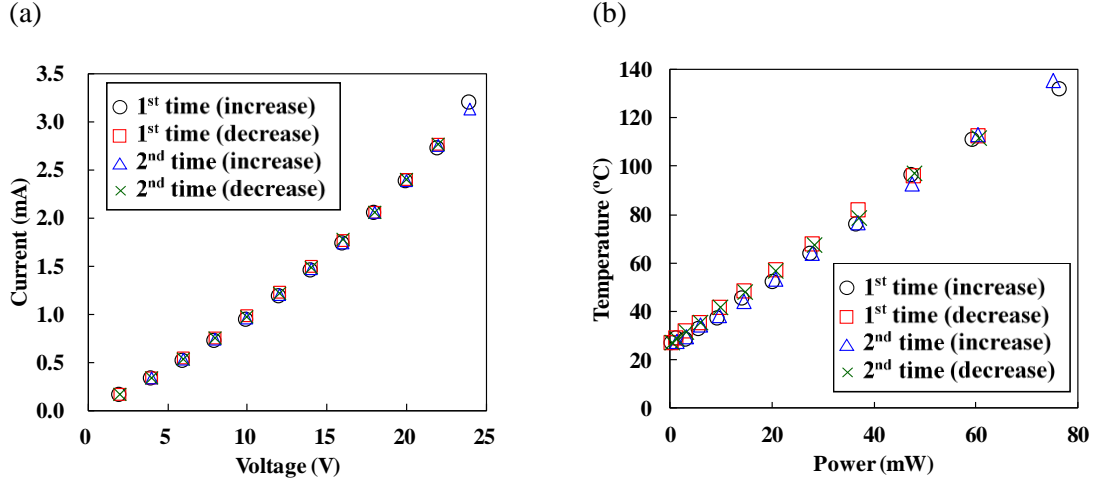 (a)
(b)
3.5
3.0
2.5
2.0
1.5
1.0
0.5
0.0
Current (mA)
1st time (increase)
1st time (decrease)
2nd time (increase)
2nd time (decrease)
0
5
10
15
20
25
Voltage (V)
140
120
100
80
60
40
20
0
Temperature (ºC)
1st time (increase)
1st time (decrease)
2nd time (increase)
2nd time (decrease)
0
20
40
60
80
Power (mW)